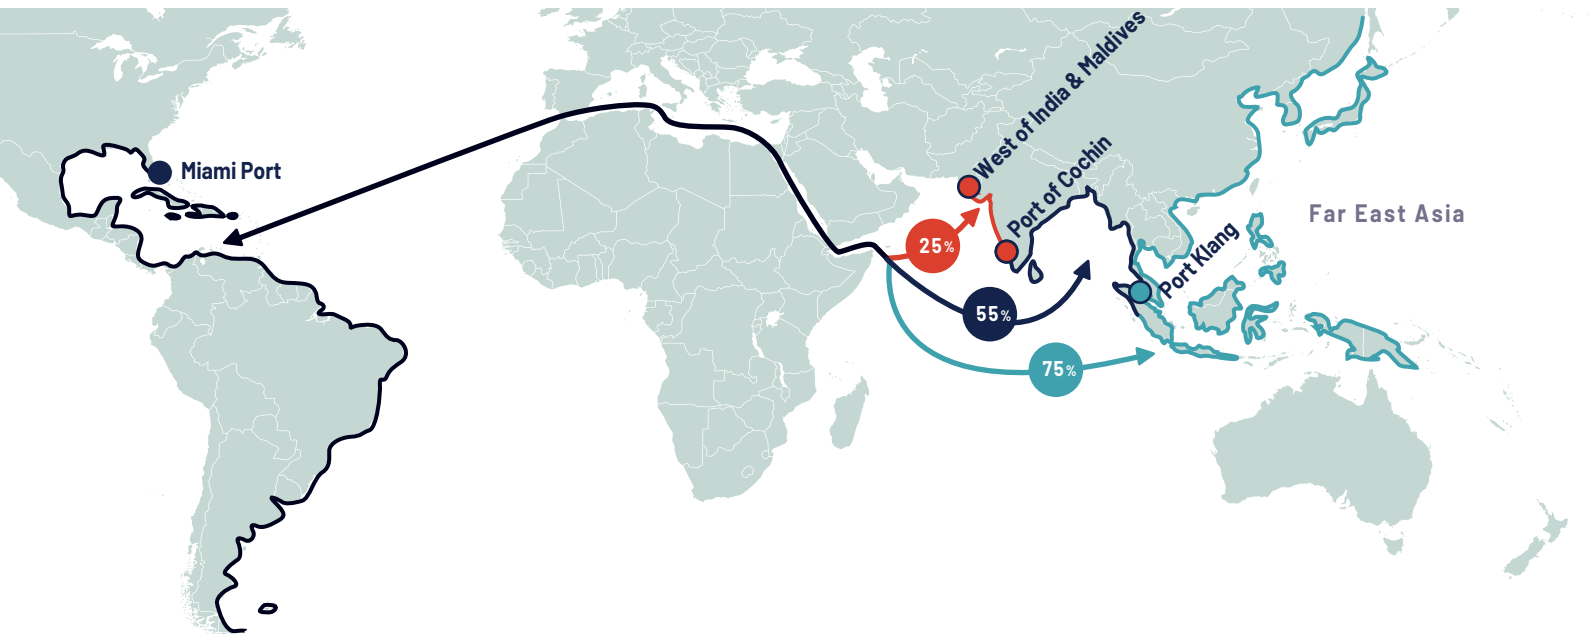 West of India & Maldives
Miami Port
Port of Cochin
Far East Asia
25%
Port Klang
55%
75%